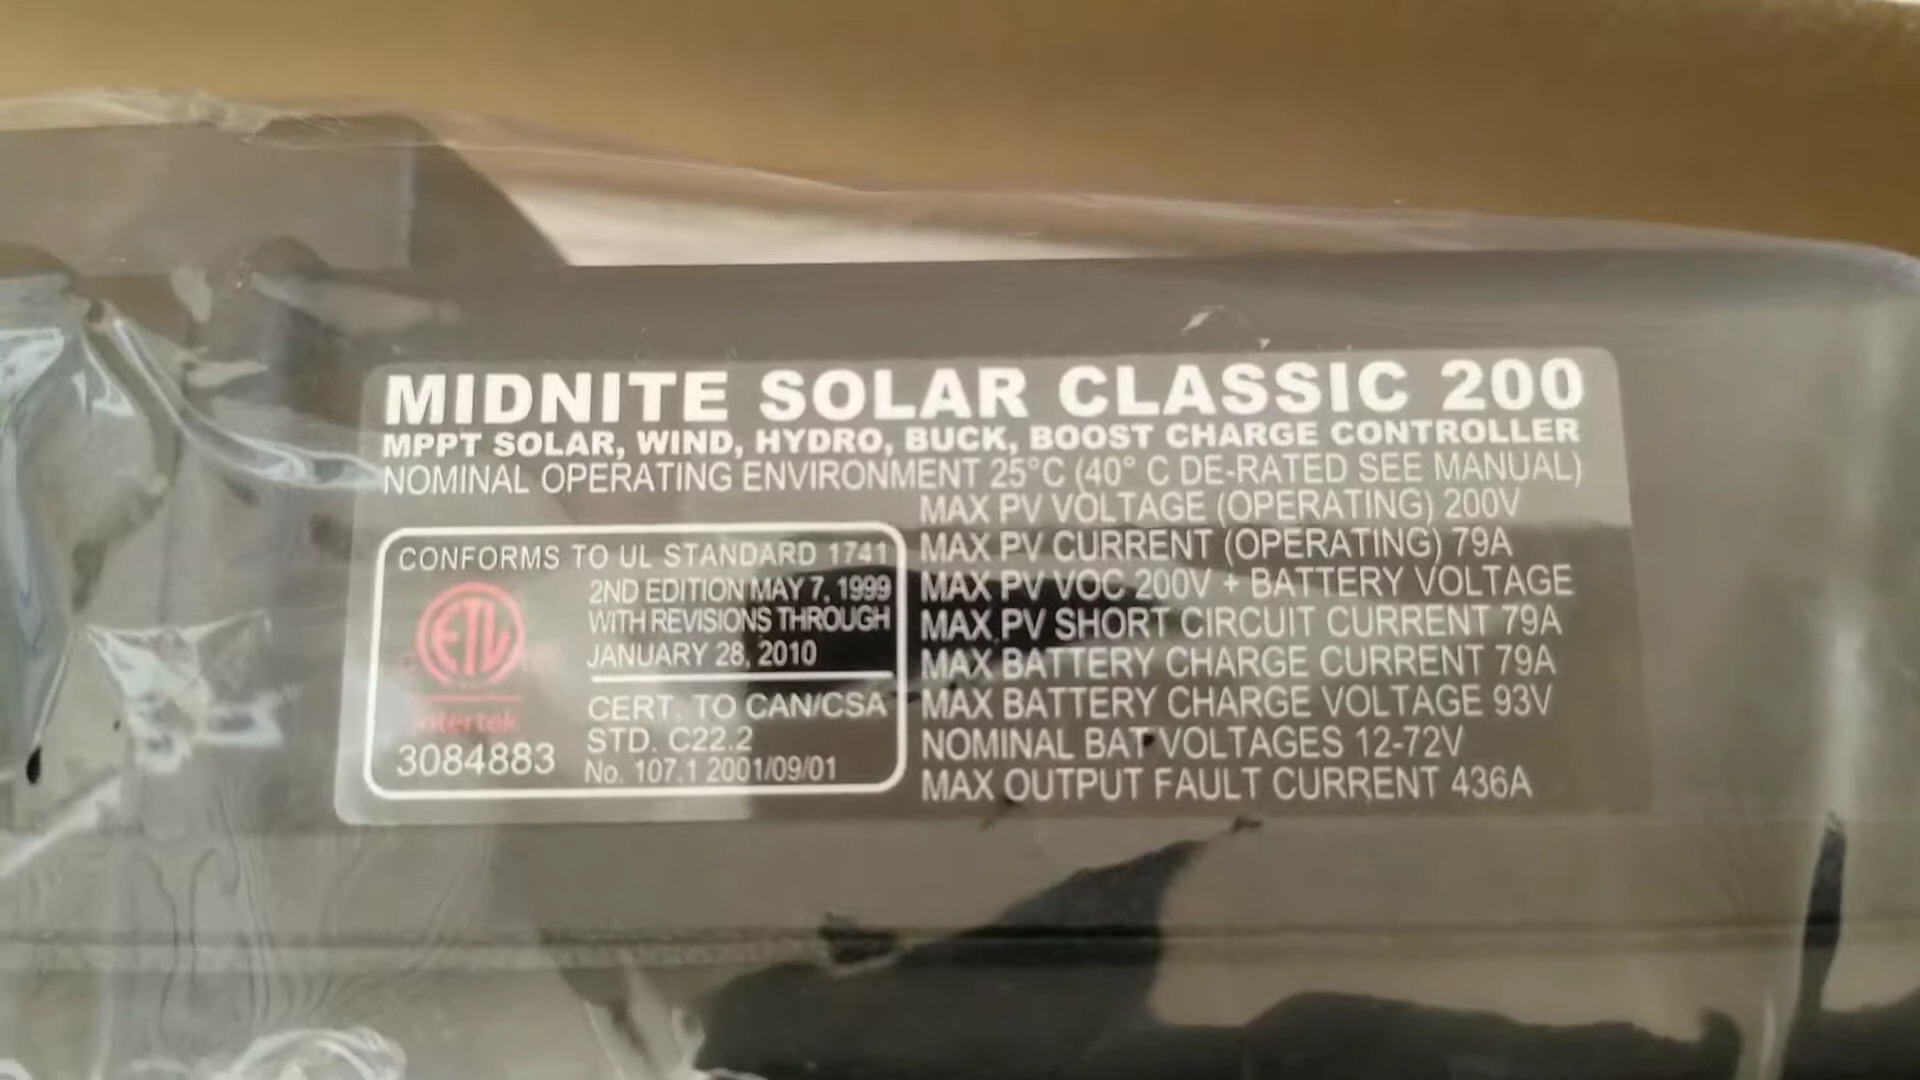 MIDNITE SOLAR CLASSIC 200
MPPT SOLAR, WIND, HYDRO, BUCK, BOOST CHARGE CONTROLLER
NOMINAL OPERATING ENVIRONMENT 25°C (40° C DE-RATED SEE MANUAL)
CONFORMS TO UL STANDARD 1741
2ND EDITION MAY 7, 1999
WITH REVISIONS THROUGH
JANUARY 28, 2010
ETL
Intertek
3084883
CERT. TO CAN/CSA
STD. C22.2
No. 107.1 2001/09/01
MAX PV VOLTAGE (OPERATING) 200V
MAX PV CURRENT (OPERATING) 79A
MAX PV VOC 200V + BATTERY VOLTAGE
MAX PV SHORT CIRCUIT CURRENT 79A
MAX BATTERY CHARGE CURRENT 79A
MAX BATTERY CHARGE VOLTAGE 93V
NOMINAL BAT VOLTAGES 12-72V
MAX OUTPUT FAULT CURRENT 436A